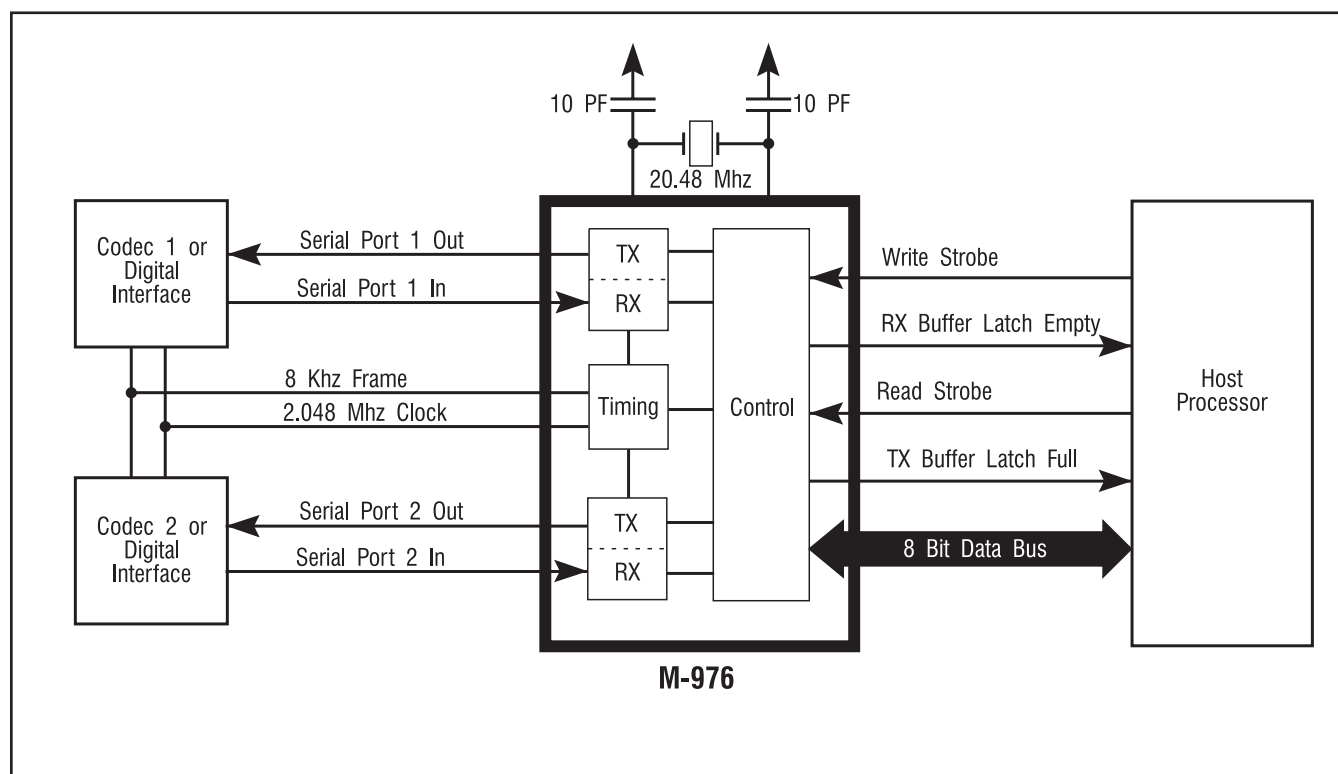 10 PF
10 PF
20.48 Mhz
Codec 1 or
Digital
Interface
Serial Port 1 Out
Serial Port 1 In
TX
RX
8 Khz Frame
2.048 Mhz Clock
Timing
Control
Write Strobe
RX Buffer Latch Empty
Read Strobe
TX Buffer Latch Full
8 Bit Data Bus
Host
Processor
Codec 2 or
Digital
Interface
Serial Port 2 Out
Serial Port 2 In
TX
RX
M-976